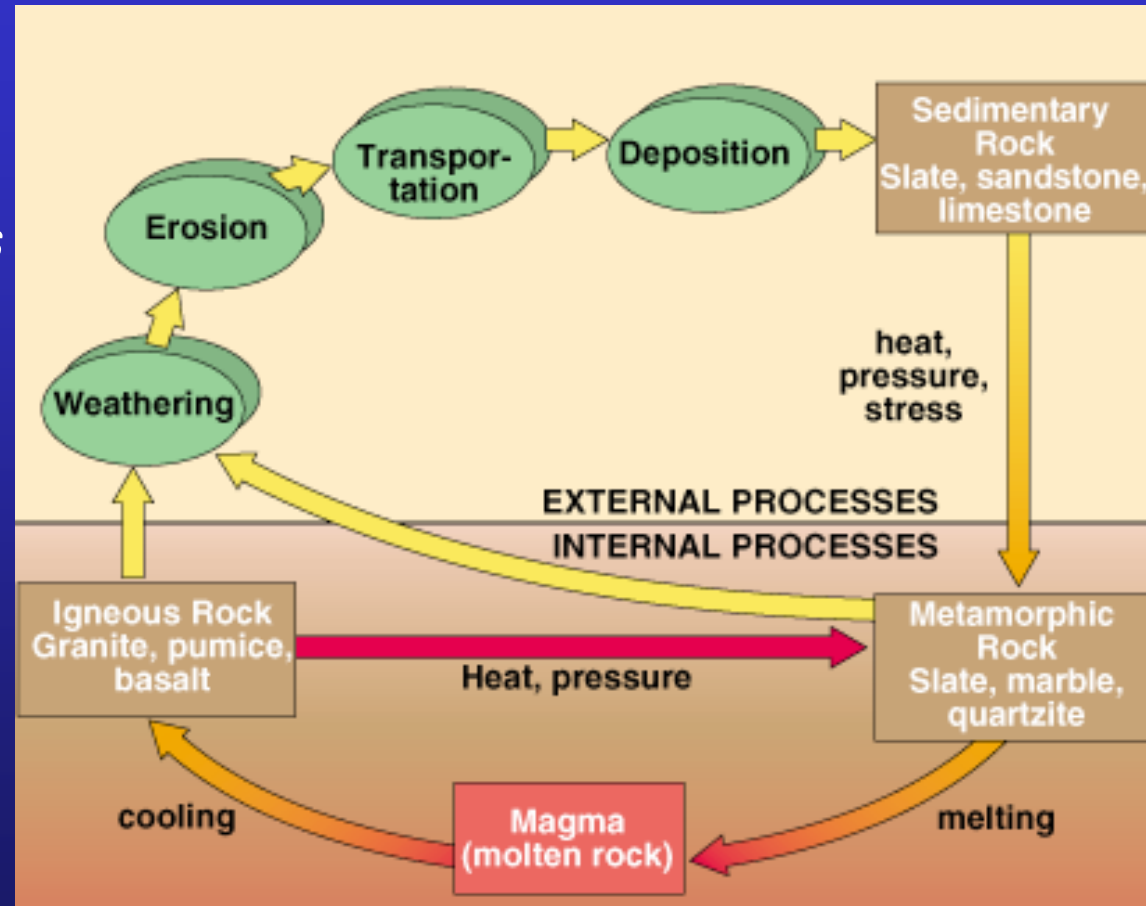 Sedimentary
Rock
Slate, sandstone,
limestone
Transpor-
tation
Deposition
Erosion
Weathering
heat,
pressure,
stress
EXTERNAL PROCESSES
INTERNAL PROCESSES
Igneous Rock
Granite, pumice,
basalt
Heat, pressure
Metamorphic
Rock
Slate, marble,
quartzite
cooling
Magma
(molten rock)
melting